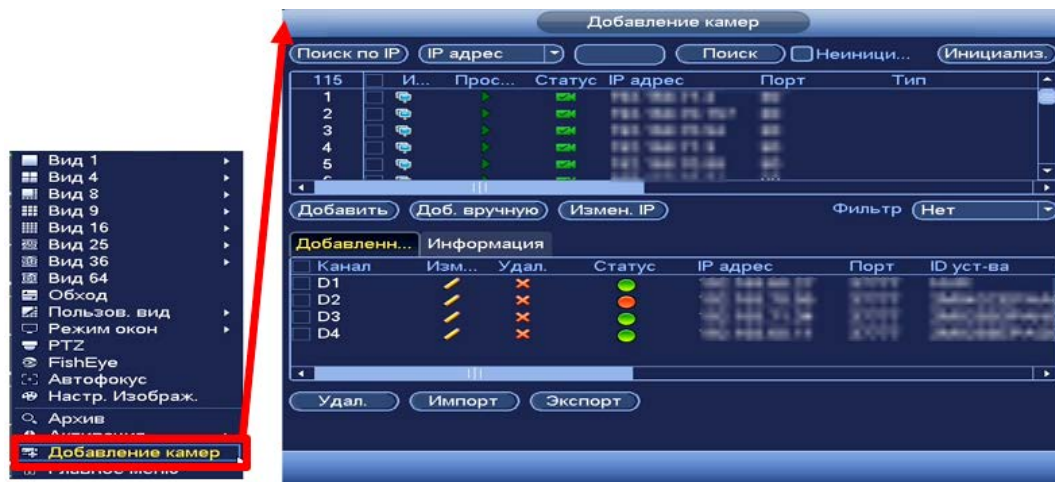 Добавление камер
Поиск по IP IP адрес Поиск Неиници... Инициализ.
115 И... Прос... Статус IP адрес Порт Тип
1
2
3
4
5
Добавить Доб. вручную Измен. IP Фильтр Нет
Добавленн... Информация
Канал Изм... Удал. Статус IP адрес Порт ID уст-ва
D1
D2
D3
D4
Удал. Импорт Экспорт
Вид 1
Вид 4
Вид 8
Вид 9
Вид 16
Вид 25
Вид 36
Вид 64
Обход
Пользов. вид
Режим окон
PTZ
FishEye
Автофокус
Настр. Изображ.
Архив
Добавление камер